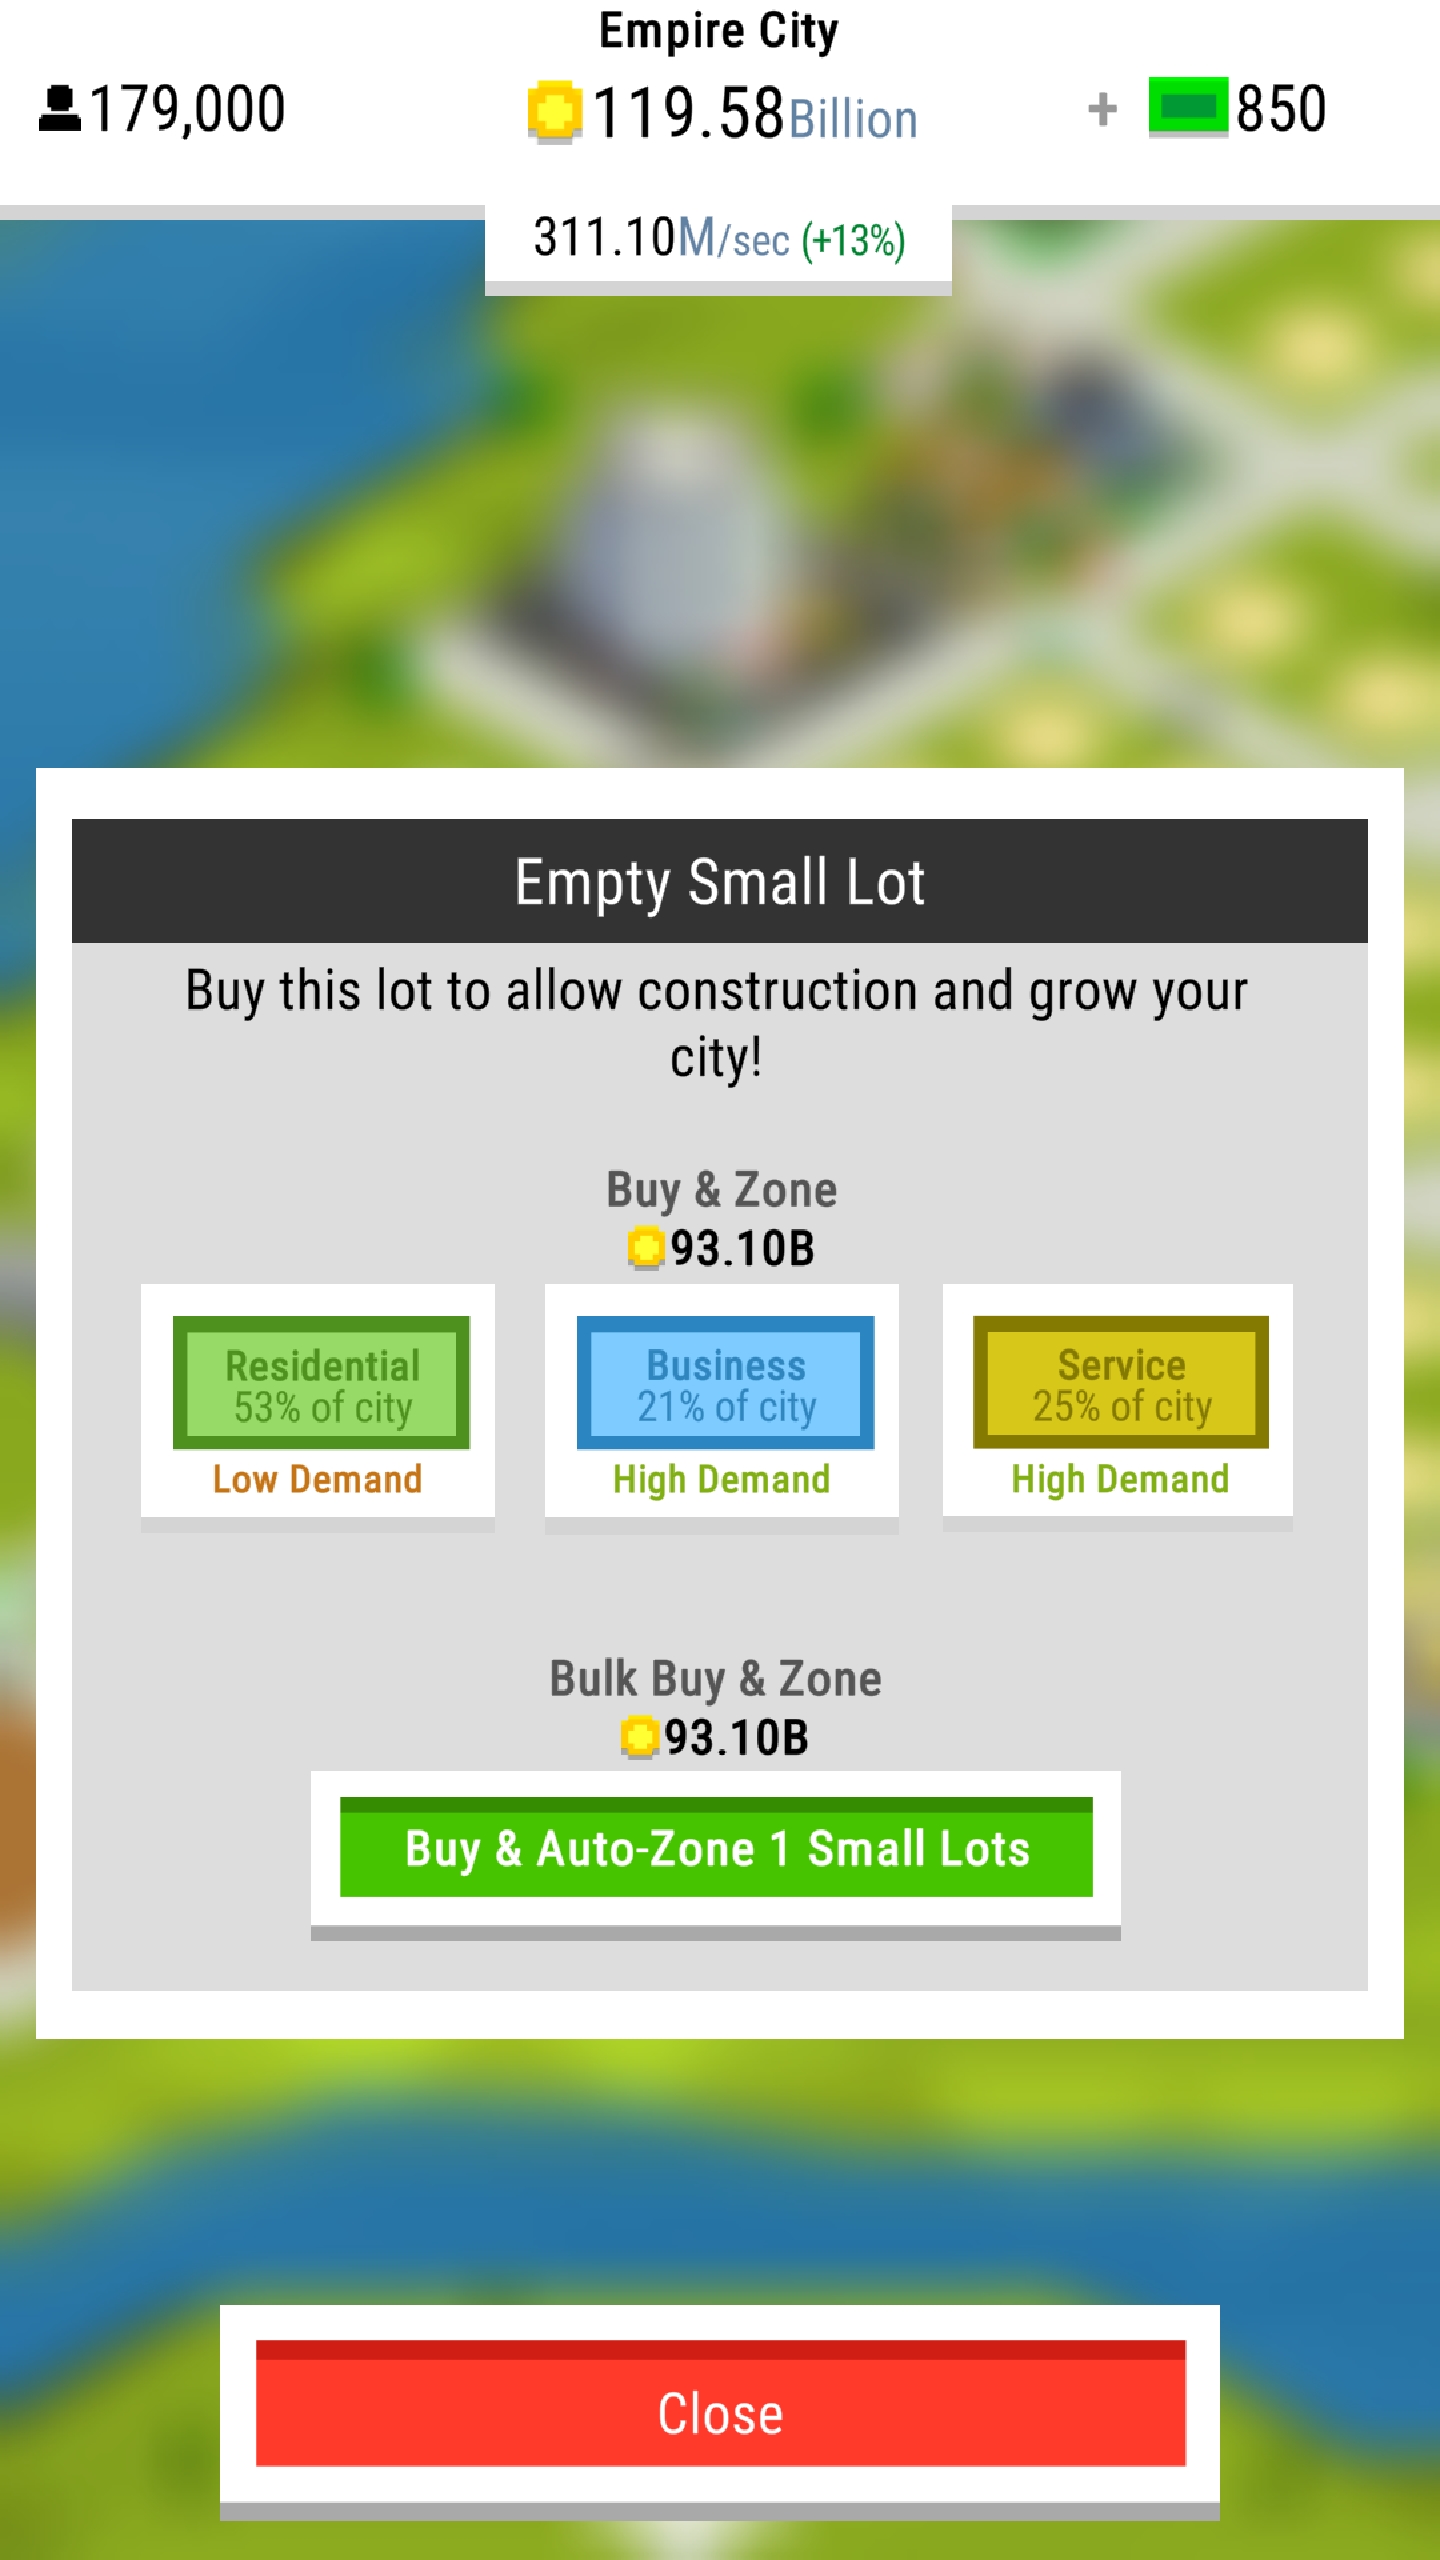 Empire City
179,000
119.58Billion
+ 850
311.10M/sec (+13%)
Empty Small Lot
Buy this lot to allow construction and grow your
city!
Buy & Zone
93.10B
Residential
53% of city
Low Demand
Business
21% of city
High Demand
Service
25% of city
High Demand
Bulk Buy & Zone
93.10B
Buy & Auto-Zone 1 Small Lots
Close